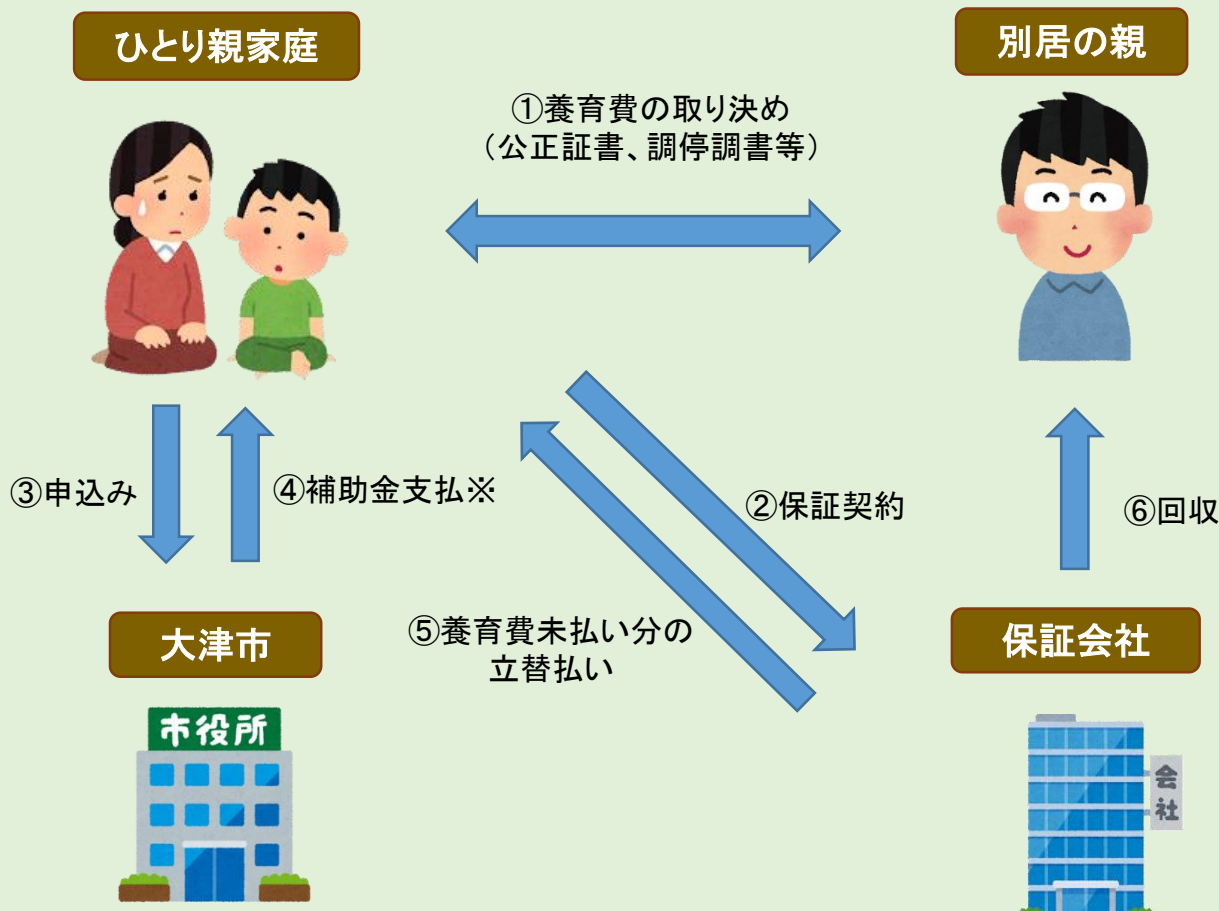 ひとり親家庭
別居の親
①養育費の取り決め
（公正証書、調停調書等）
③申込み
④補助金支払※
②保証契約
⑥回収
⑤養育費未払い分の
立替払い
大津市
保証会社
市役所
会社